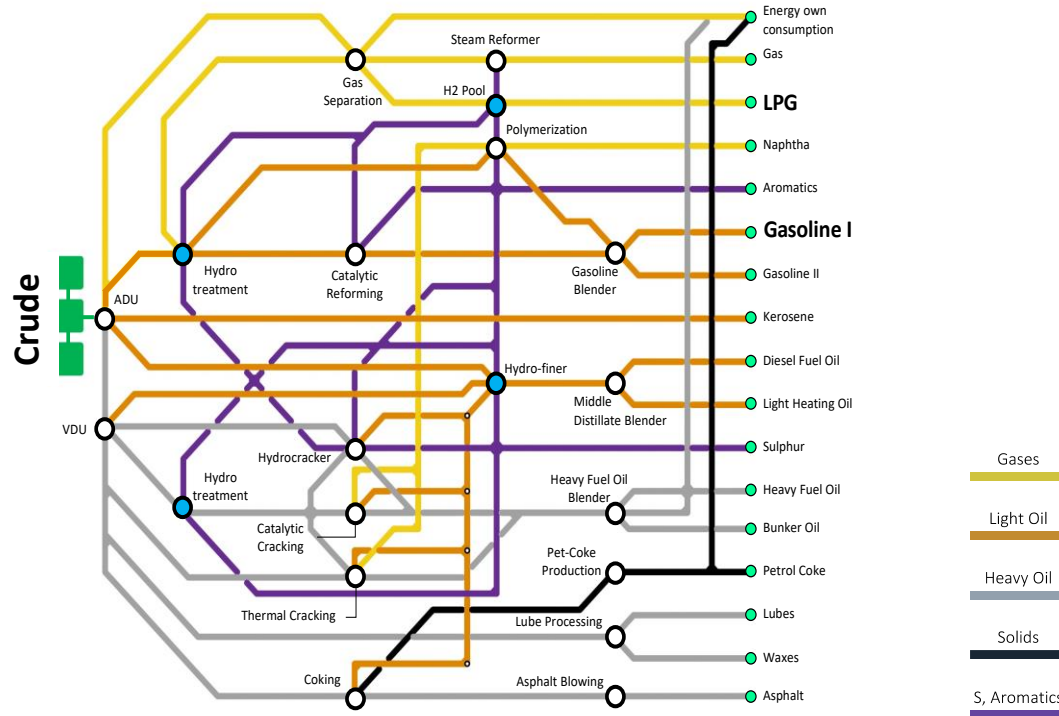 Energy own
consumption
Steam Reformer
Gas
Gas
Separation
H2 Pool
LPG
Polymerization
Naphtha
Aromatics
Gasoline I
Hydro
treatment
Catalytic
Reforming
Gasoline
Blender
Gasoline II
Crude
ADU
Kerosene
Diesel Fuel Oil
Hydro-finer
Middle
Distillate Blender
Light Heating Oil
VDU
Hydrocracker
Sulphur
Hydro
treatment
Heavy Fuel Oil
Blender
Heavy Fuel Oil
Catalytic
Cracking
Bunker Oil
Pet-Coke
Production
Petrol Coke
Thermal Cracking
Lube Processing
Lubes
Waxes
Coking
Asphalt Blowing
Asphalt
Gases
Light Oil
Heavy Oil
Solids
S, Aromatics